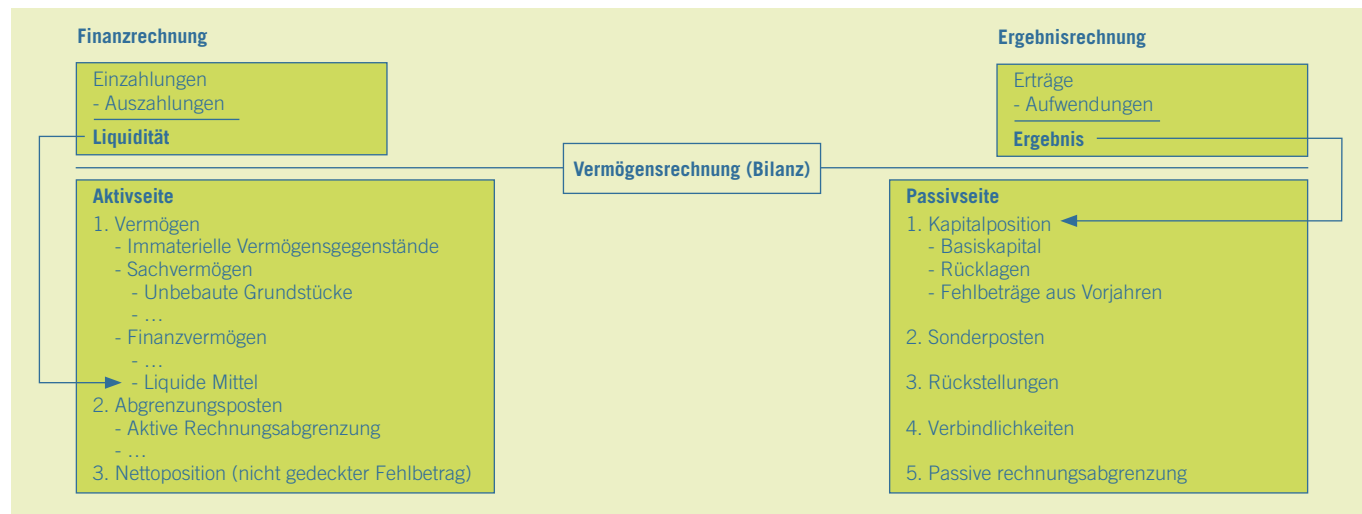 Finanzrechnung
Einzahlungen
- Auszahlungen
Liquidität
Ergebnisrechnung
Erträge
- Aufwendungen
Ergebnis
Vermögensrechnung (Bilanz)
Aktivseite
1. Vermögen
- Immaterielle Vermögensgegenstände
- Sachvermögen
- Unbebaute Grundstücke
- ...
- Finanzvermögen
- ...
- Liquide Mittel
2. Abgrenzungsposten
- Aktive Rechnungsabgrenzung
- ...
3. Nettoposition (nicht gedeckter Fehlbetrag)
Passivseite
1. Kapitalposition
- Basiskapital
- Rücklagen
- Fehlbeträge aus Vorjahren
2. Sonderposten
3. Rückstellungen
4. Verbindlichkeiten
5. Passive rechnungsabgrenzung